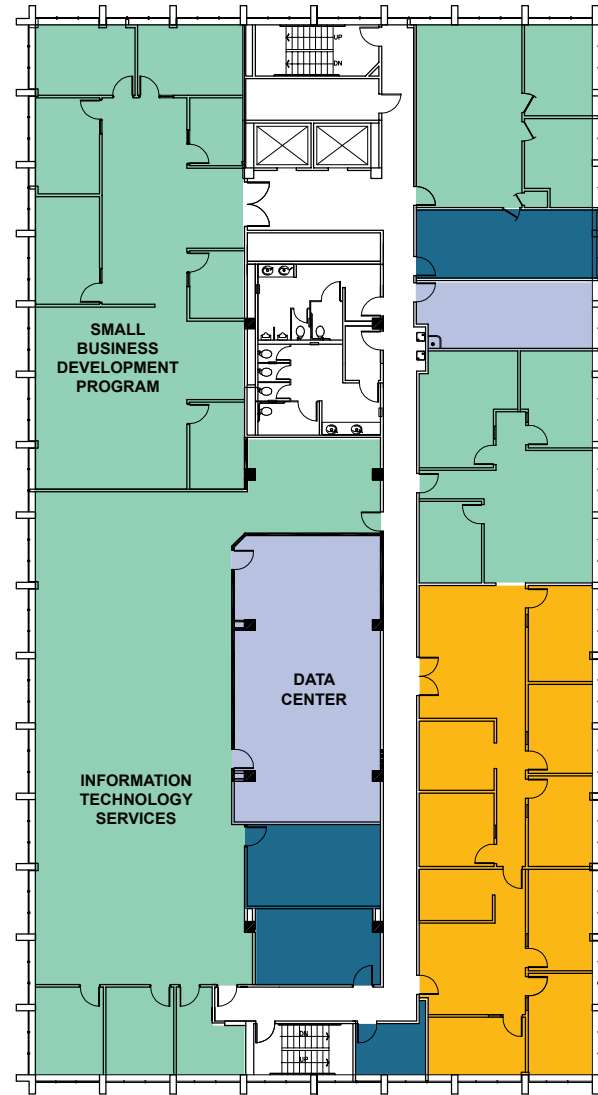 UP
DN
SMALL
BUSINESS
DEVELOPMENT
PROGRAM
DATA
CENTER
INFORMATION
TECHNOLOGY
SERVICES
DN
UP